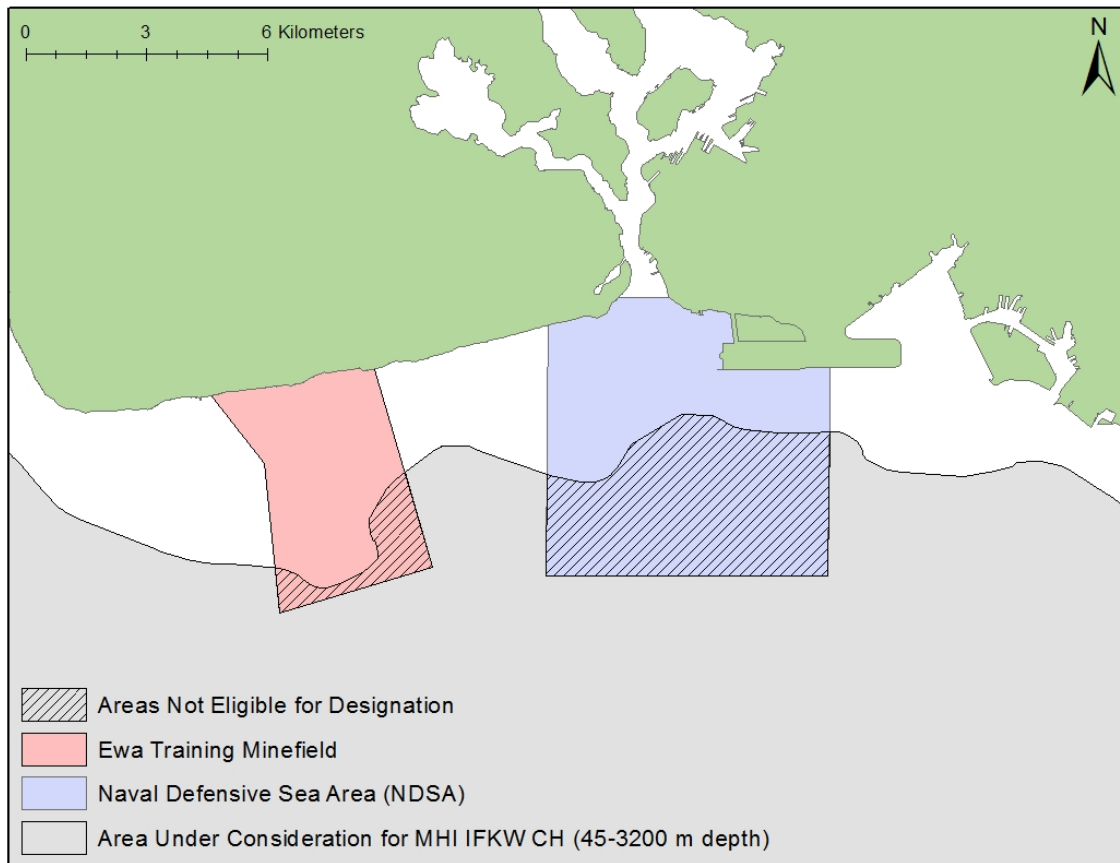 0 3 6 Kilometers
N
Areas Not Eligible for Designation
Ewa Training Minefield
Naval Defensive Sea Area (NDSA)
Area Under Consideration for MHI IFKW CH (45-3200 m depth)